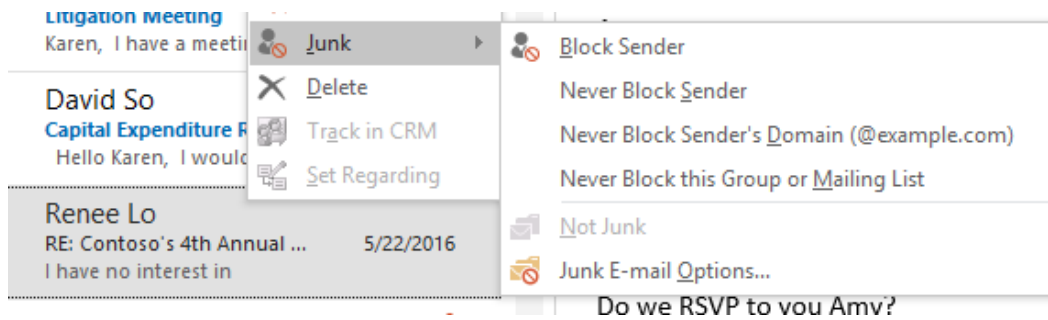 Litigation Meeting
Karen, I have a meeti
David So
Capital Expenditure R
Hello Karen, I would
Renee Lo
RE: Contoso's 4th Annual ... 5/22/2016
I have no interest in
Junk
Delete
Track in CRM
Set Regarding
Block Sender
Never Block Sender
Never Block Sender's Domain (@example.com)
Never Block this Group or Mailing List
Not Junk
Junk E-mail Options...
Do we RSVP to you Amy?